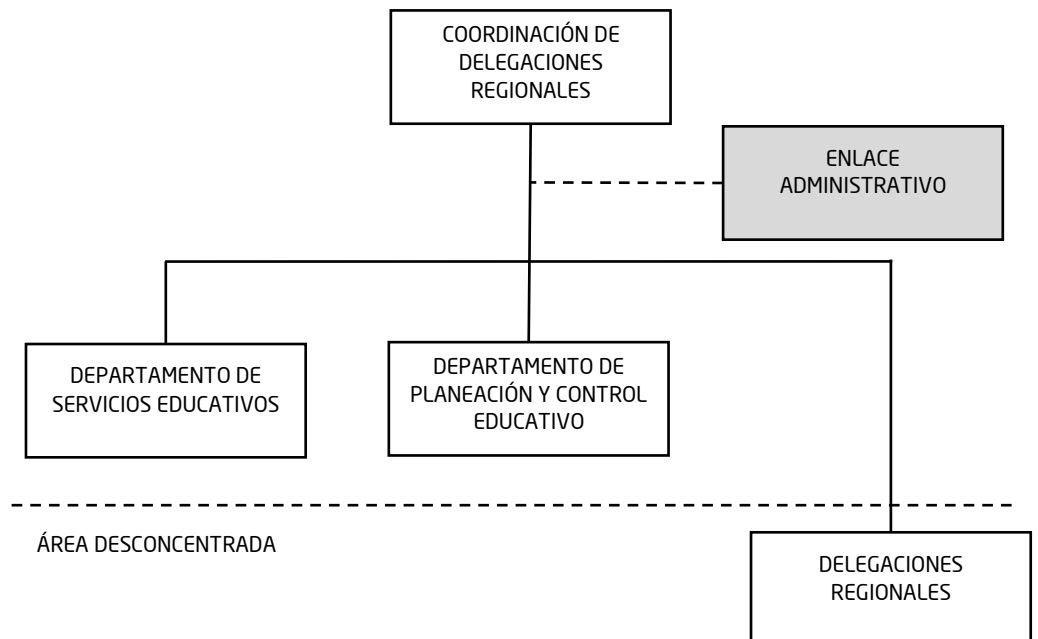 COORDINACIÓN DE
DELEGACIONES
REGIONALES
ENLACE
ADMINISTRATIVO
DEPARTAMENTO DE
SERVICIOS EDUCATIVOS
DEPARTAMENTO DE
PLANEACIÓN Y CONTROL
EDUCATIVO
ÁREA DESCONCENTRADA
DELEGACIONES
REGIONALES